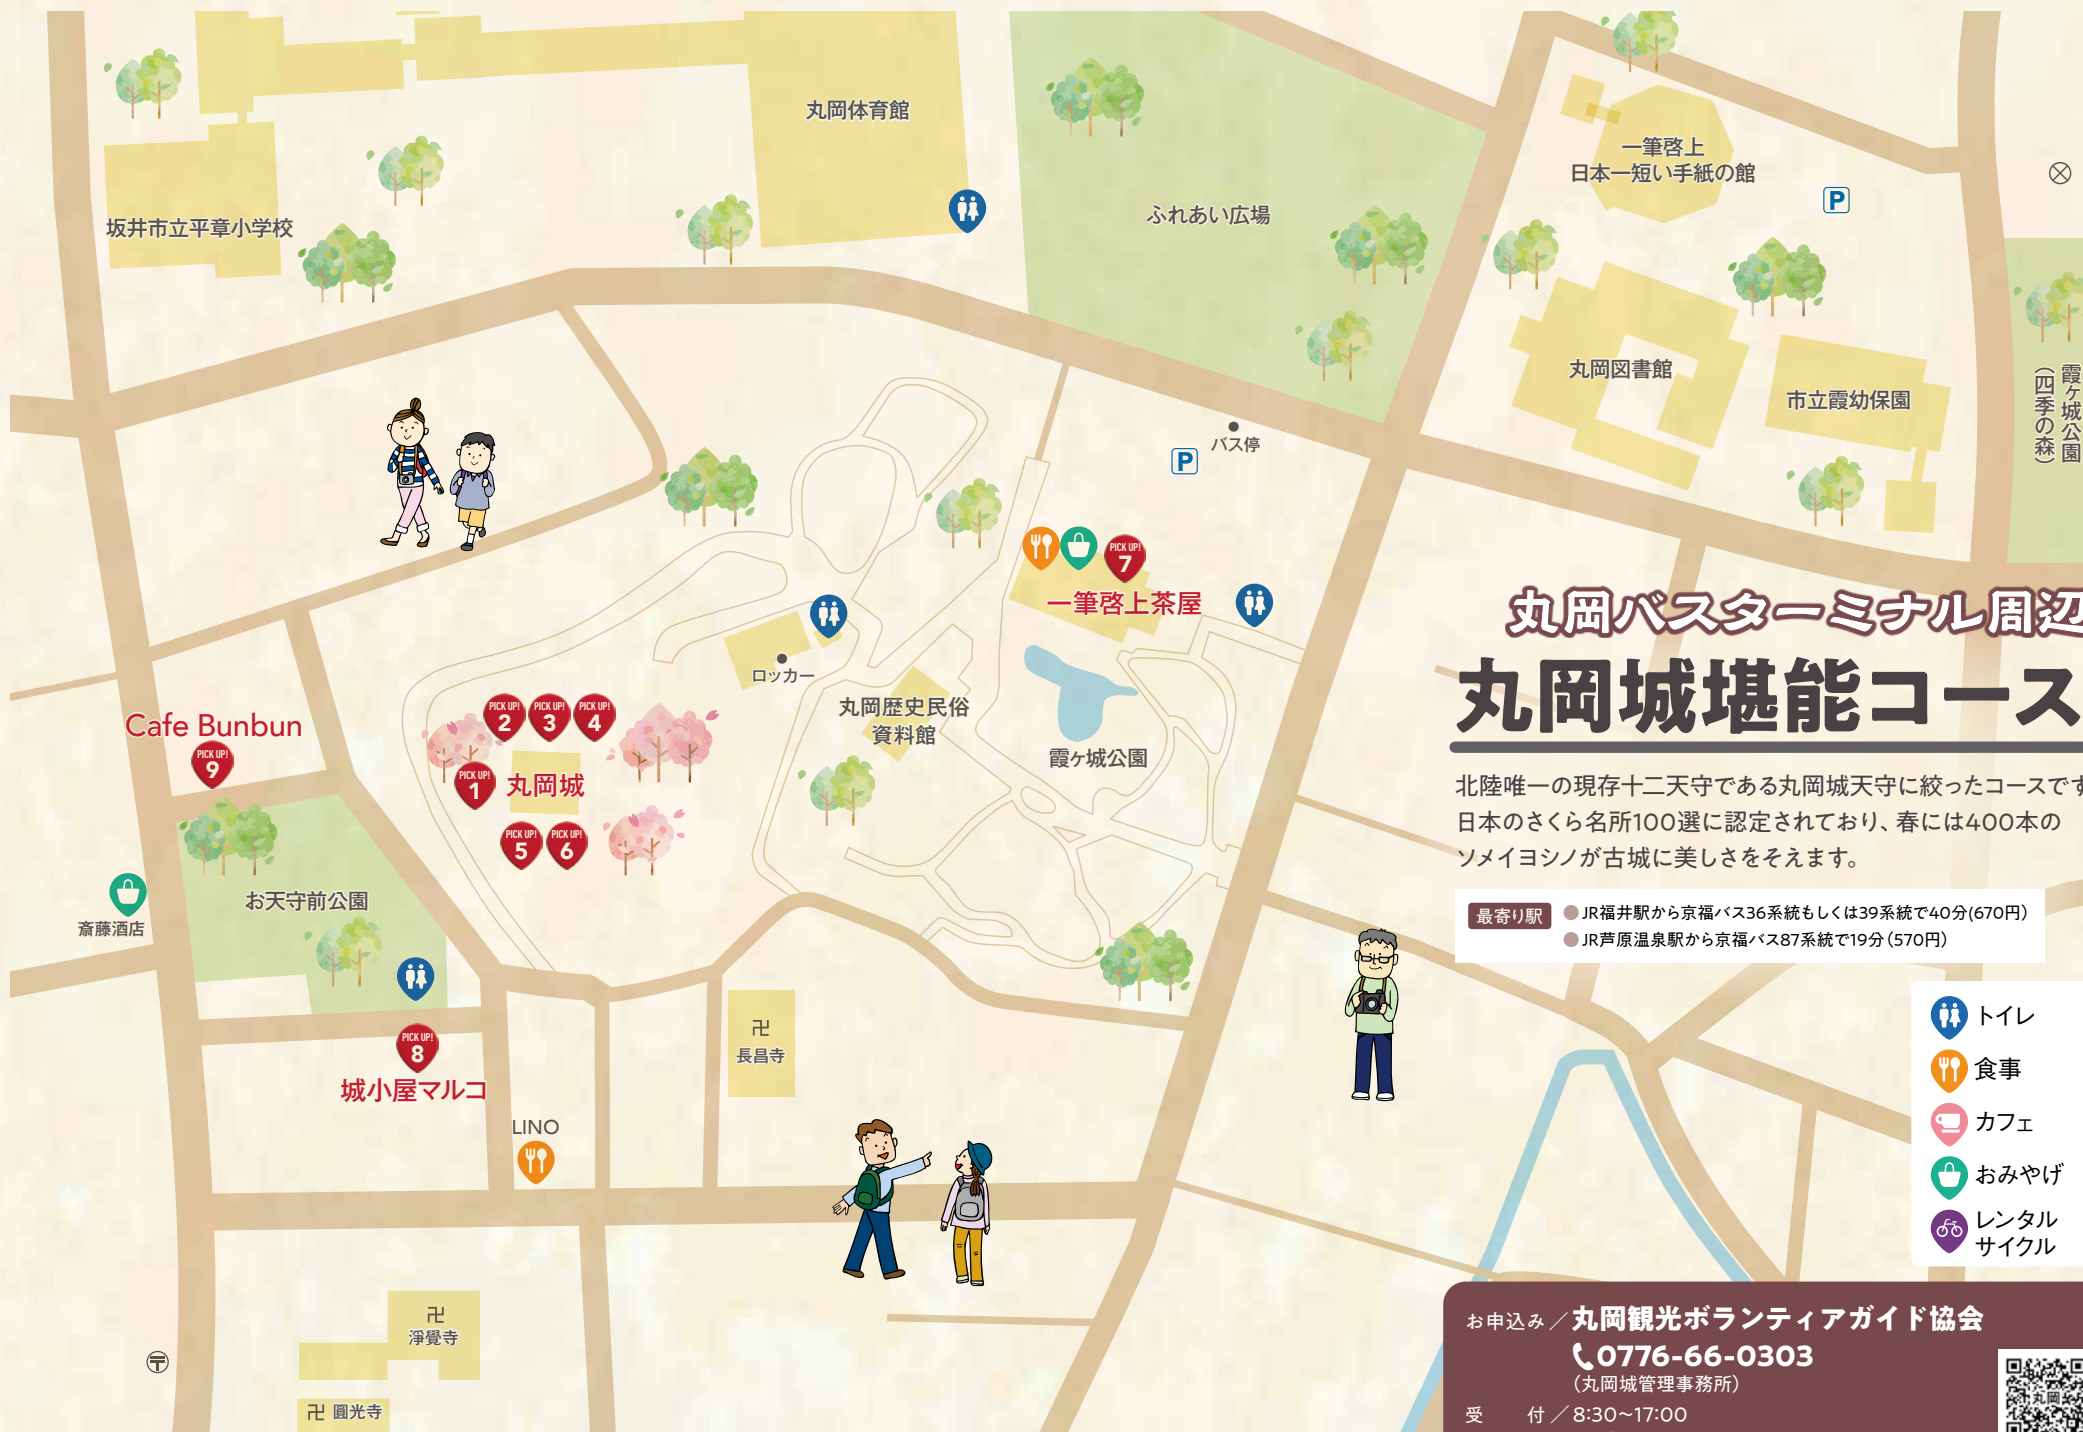 丸岡体育館
坂井市立平章小学校
ふれあい広場
一筆啓上
日本一短い手紙の館
P
丸岡図書館
市立霞幼保園
霞ヶ城公園
（四季の森）
バス停
P
PICK UP!
7
一筆啓上茶屋
ロッカー
丸岡歴史民俗
資料館
霞ヶ城公園
Cafe Bunbun
PICK UP!
9
PICK UP!
2
PICK UP!
3
PICK UP!
4
PICK UP!
1
丸岡城
PICK UP!
5
PICK UP!
6
お天守前公園
斎藤酒店
PICK UP!
8
城小屋マルコ
LINO
卍
長昌寺
卍
淨覺寺
卍 圓光寺
〒
丸岡バスターミナル周辺
丸岡城堪能コース
北陸唯一の現存十二天守である丸岡城天守に絞ったコースです
日本のさくら名所100選に認定されており、春には400本の
ソメイヨシノが古城に美しさをそえます。
最寄り駅
●JR福井駅から京福バス36系統もしくは39系統で40分(670円)
●JR芦原温泉駅から京福バス87系統で19分(570円)
トイレ
食事
カフェ
おみやげ
レンタル
サイクル
お申込み／丸岡観光ボランティアガイド協会
0776-66-0303
（丸岡城管理事務所）
受　付／8:30~17:00
丸岡